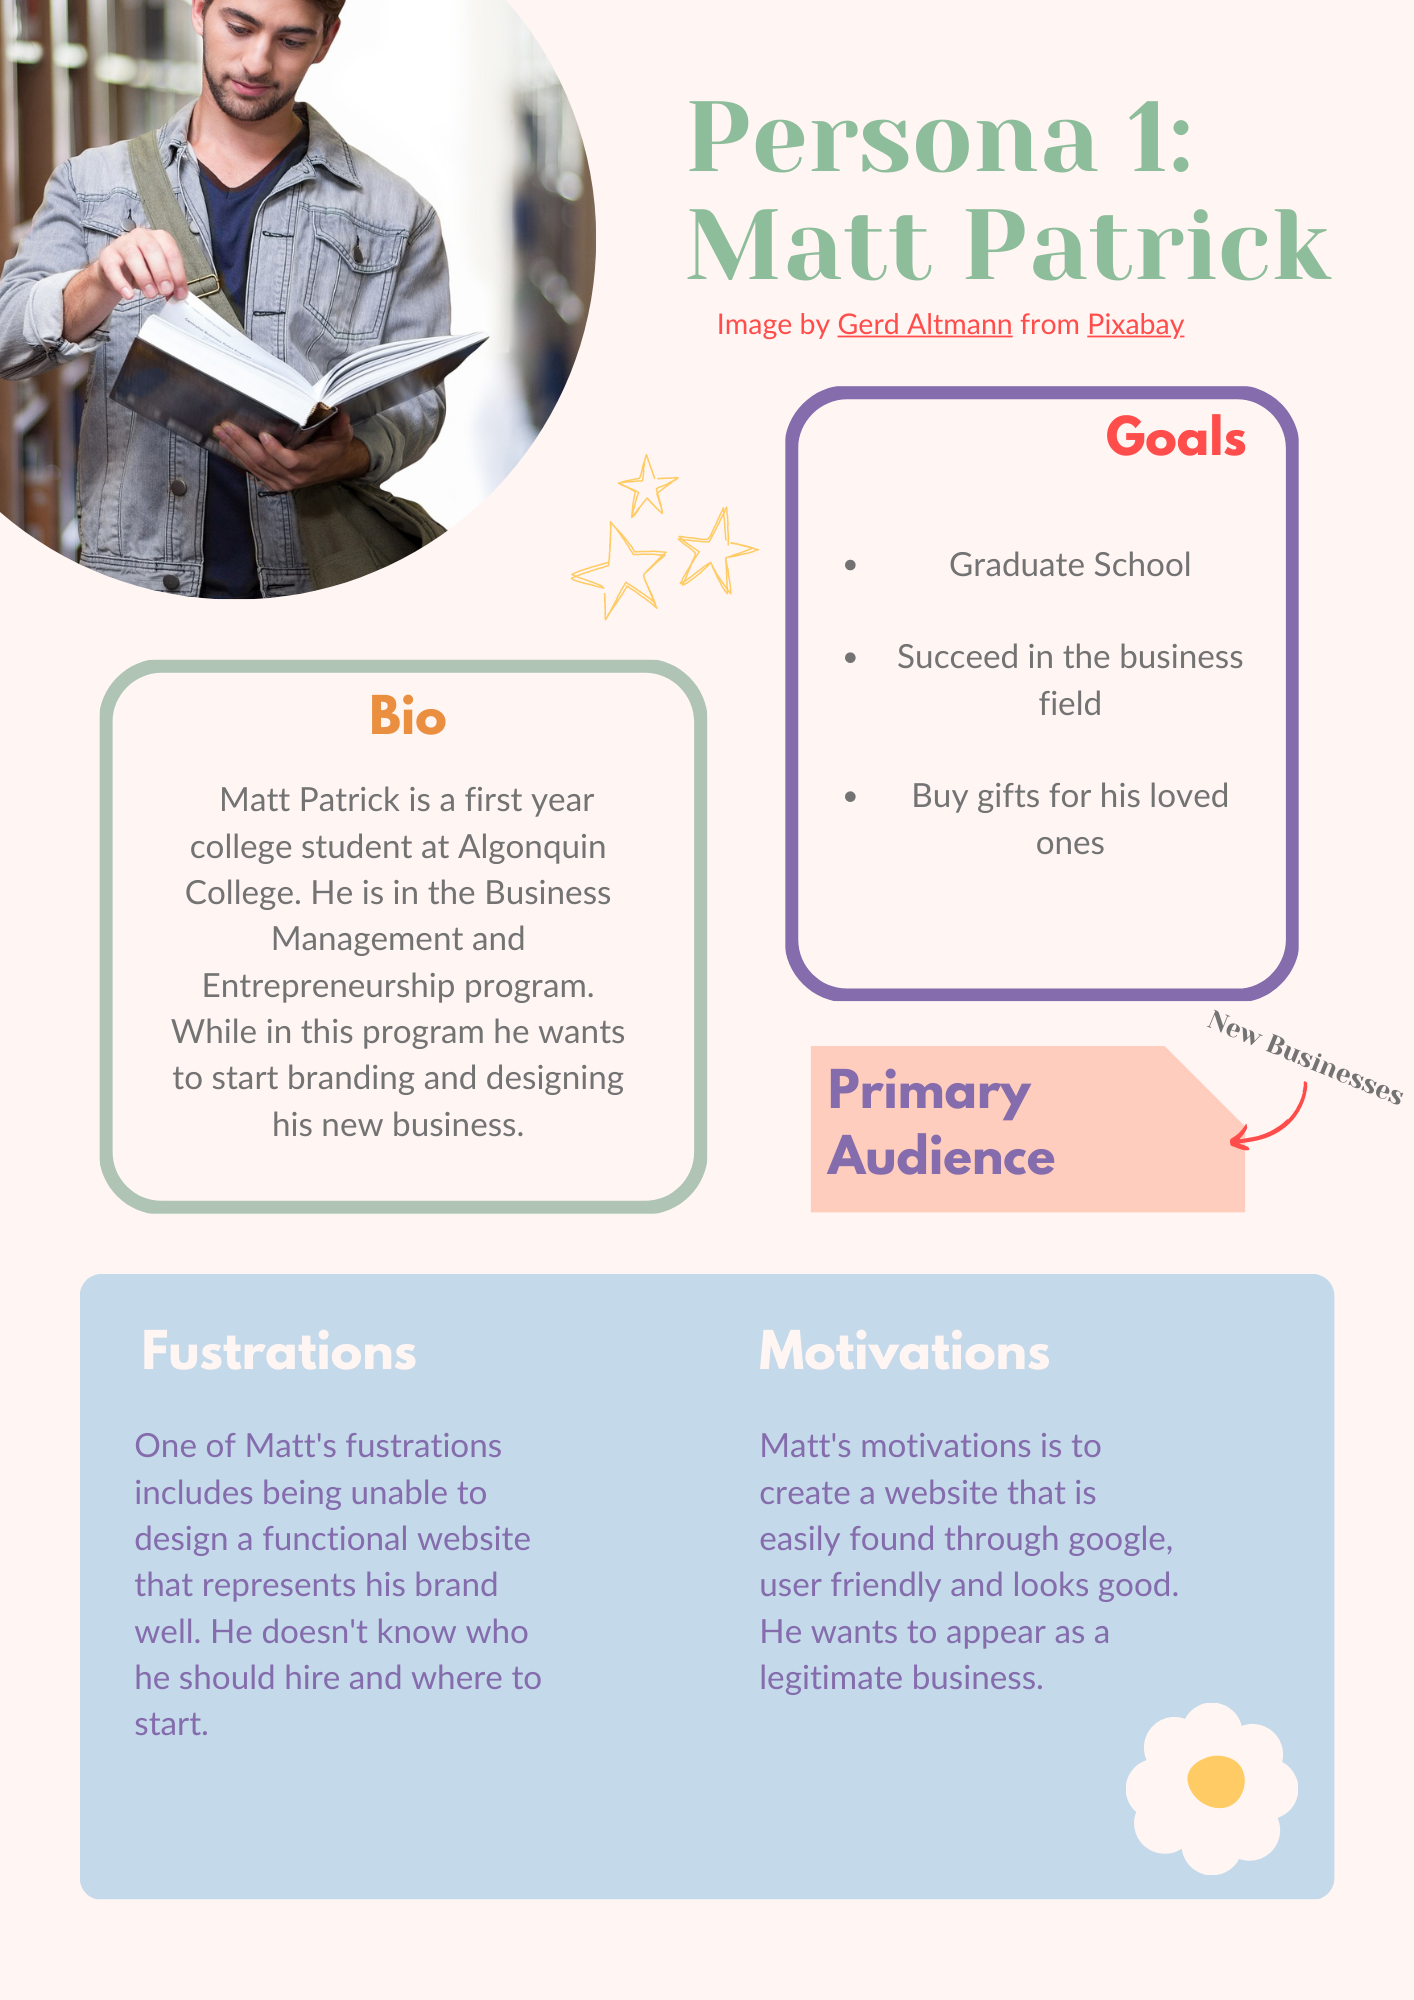 Persona 1:
Matt Patrick
Image by Gerd Altmann from Pixabay
Goals
• Graduate School
• Succeed in the business
field
• Buy gifts for his loved
ones
Bio
Matt Patrick is a first year
college student at Algonquin
College. He is in the Business
Management and
Entrepreneurship program.
While in this program he wants
to start branding and designing
his new business.
New Businesses
Primary
Audience
Fustrations
One of Matt's fustrations
includes being unable to
design a functional website
that represents his brand
well. He doesn't know who
he should hire and where to
start.
Motivations
Matt's motivations is to
create a website that is
easily found through google,
user friendly and looks good.
He wants to appear as a
legitimate business.